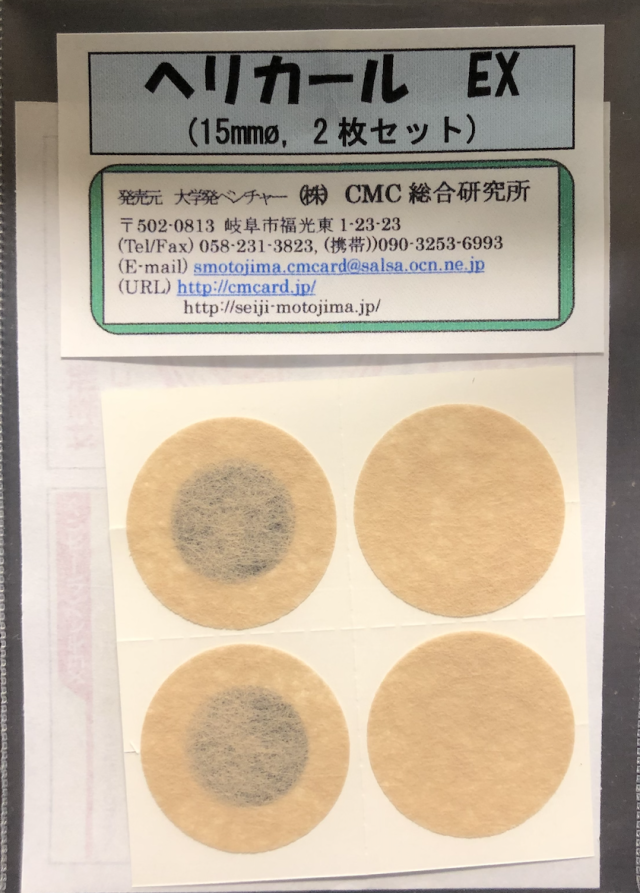 ヘリカール EX
(15mmø, 2枚セット)
発売元 大学発ベンチャー ㈱ CMC 総合研究所
〒502-0813 岐阜市福光東 1-23-23
(Tel/Fax) 058-231-3823, (携帯))090-3253-6993
(E-mail) smotojima.cmcard@salsa.ocn.ne.jp
(URL) http://cmcard.jp/
http://seiji-motojima.jp/